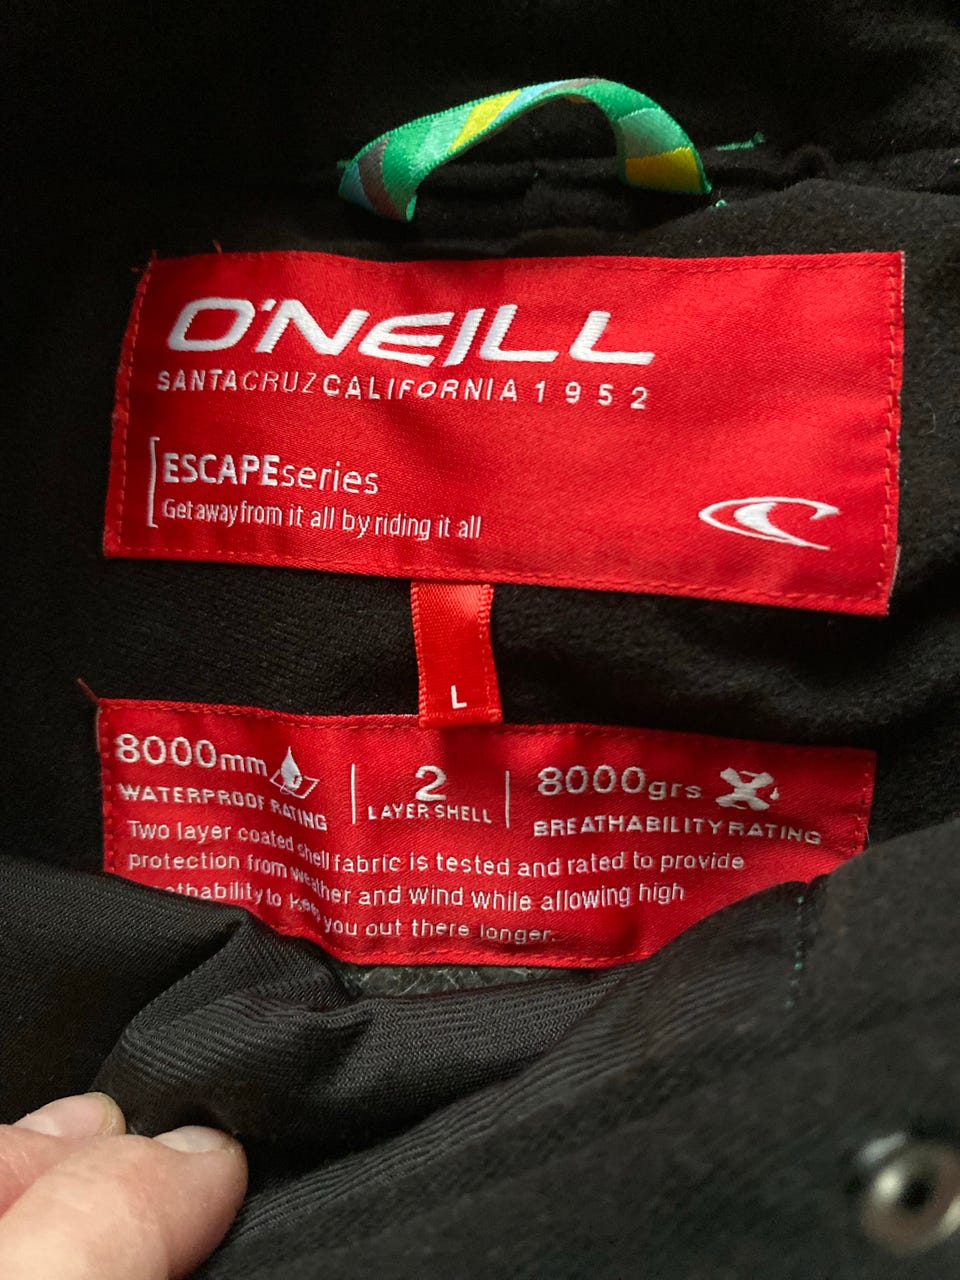 O'NEILL
SANTACRUZCALIFORNIA 1952
ESCAPEseries
Get away from it all by riding it all
L
8000mm
WATERPROOF RATING
2
LAYER SHELL
8000grs
BREATHABILITY RATING
Two layer coated shell fabric is tested and rated to provide
protection from weather and wind while allowing high
to keep you out there longer.